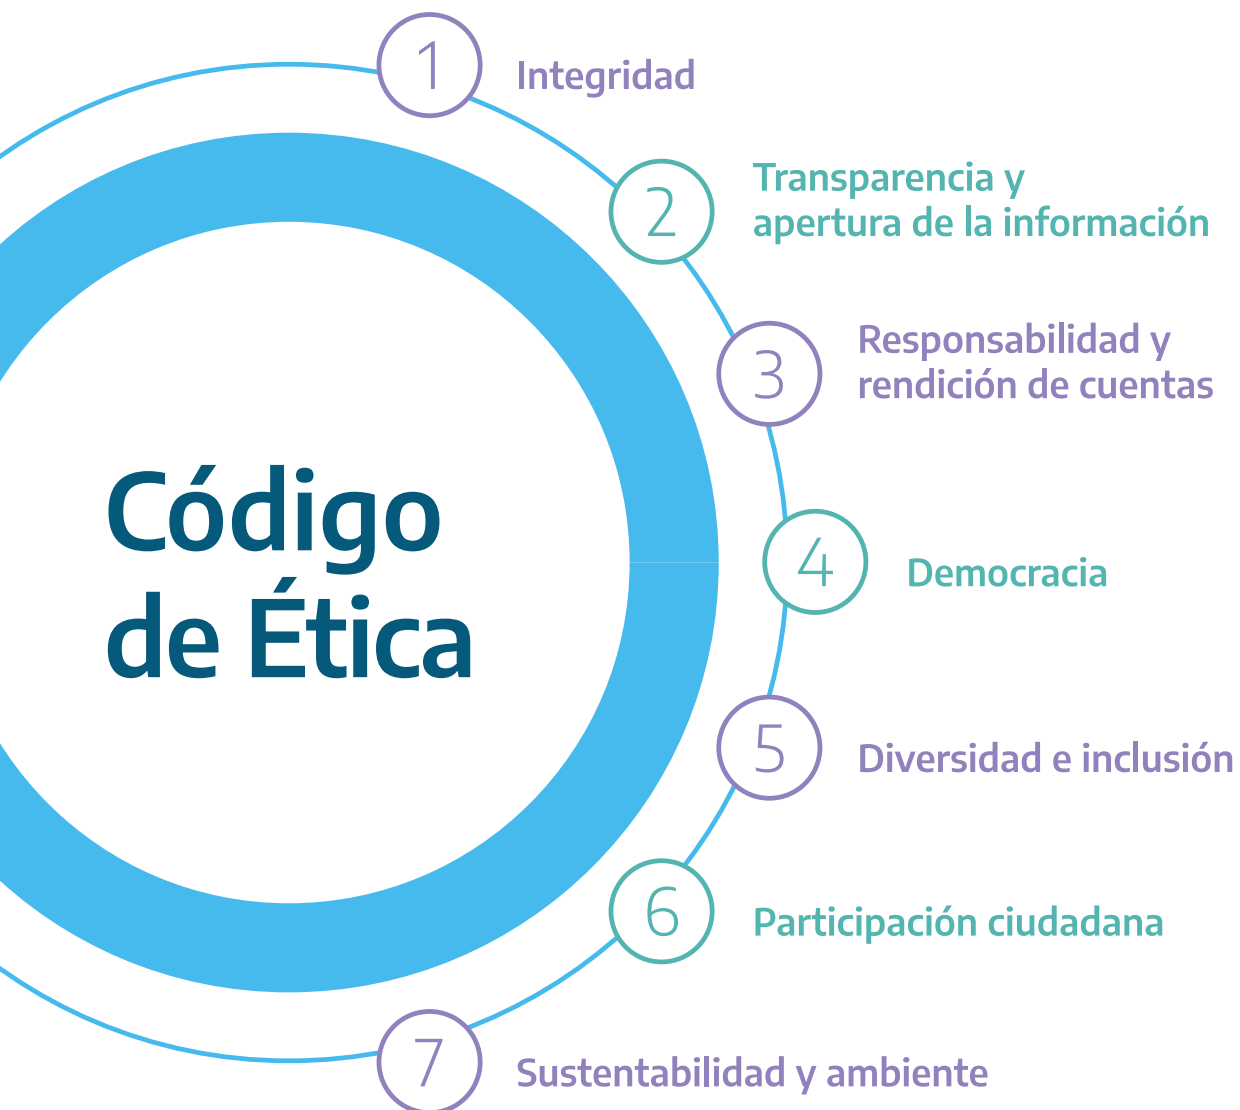 1
Integridad
2
Transparencia y
apertura de la información
3
Responsabilidad y
rendición de cuentas
Código
de Ética
4
Democracia
5
Diversidad e inclusión
6
Participación ciudadana
7
Sustentabilidad y ambiente